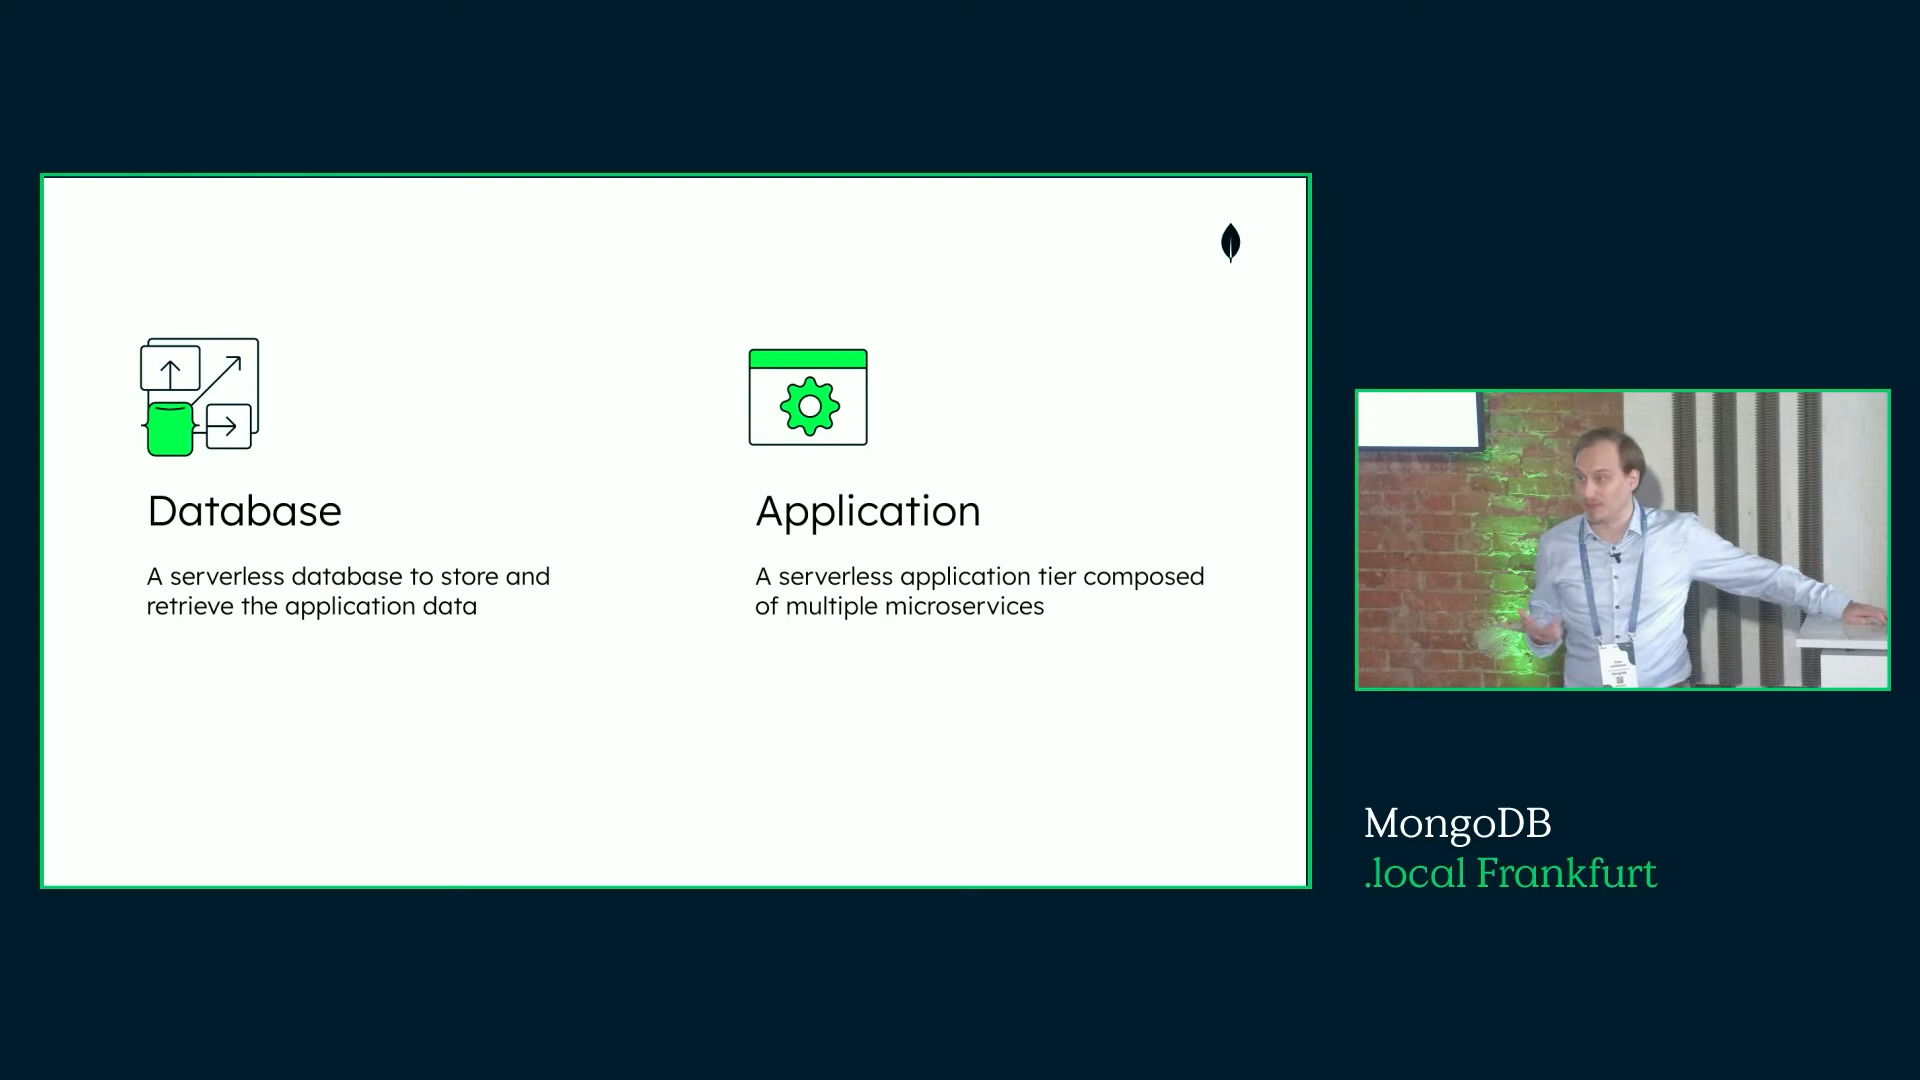 Database
A serverless database to store and
retrieve the application data
Application
A serverless application tier composed
of multiple microservices
MongoDB
.local Frankfurt